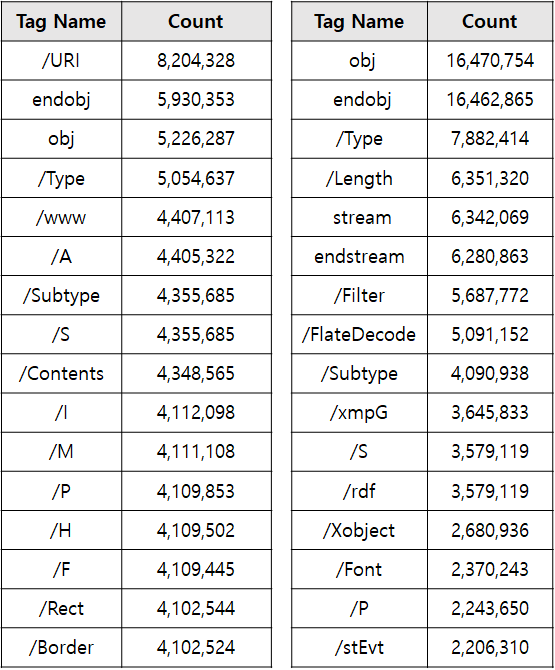 Tag Name Count
/URI 8,204,328
endobj 5,930,353
obj 5,226,287
/Type 5,054,637
/www 4,407,113
/A 4,405,322
/Subtype 4,355,685
/S 4,355,685
/Contents 4,348,565
/I 4,112,098
/M 4,111,108
/P 4,109,853
/H 4,109,502
/F 4,109,445
/Rect 4,102,544
/Border 4,102,524
Tag Name Count
obj 16,470,754
endobj 16,462,865
/Type 7,882,414
/Length 6,351,320
stream 6,342,069
endstream 6,280,863
/Filter 5,687,772
/FlateDecode 5,091,152
/Subtype 4,090,938
/xmpG 3,645,833
/S 3,579,119
/rdf 3,579,119
/Xobject 2,680,936
/Font 2,370,243
/P 2,243,650
/stEvt 2,206,310